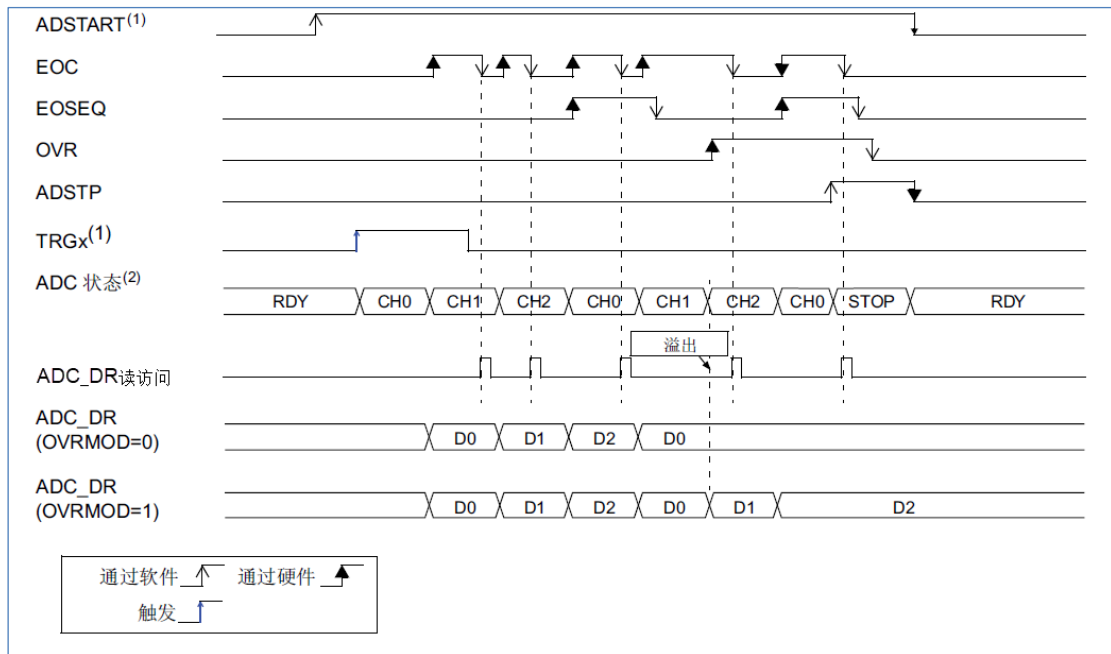 ADSTART(1)
EOC
EOSEQ
OVR
ADSTP
TRGx(1)
ADC 状态(2)
RDY CH0 CH1 CH2 CH0 CH1 CH2 CH0 STOP RDY
溢出
ADC_DR读访问
ADC_DR
(OVRMOD=0)
D0 D1 D2 D0
ADC_DR
(OVRMOD=1)
D0 D1 D2 D0 D1 D2
通过软件 通过硬件
触发